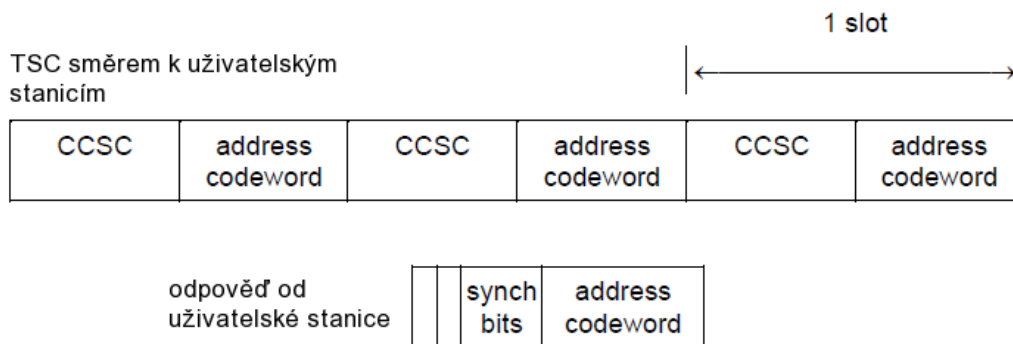 1 slot
TSC směrem k uživatelským
stanicím
CCSC address CCSC address CCSC address
codeword codeword codeword
odpověď od synch address
uživatelské stanice bits codeword